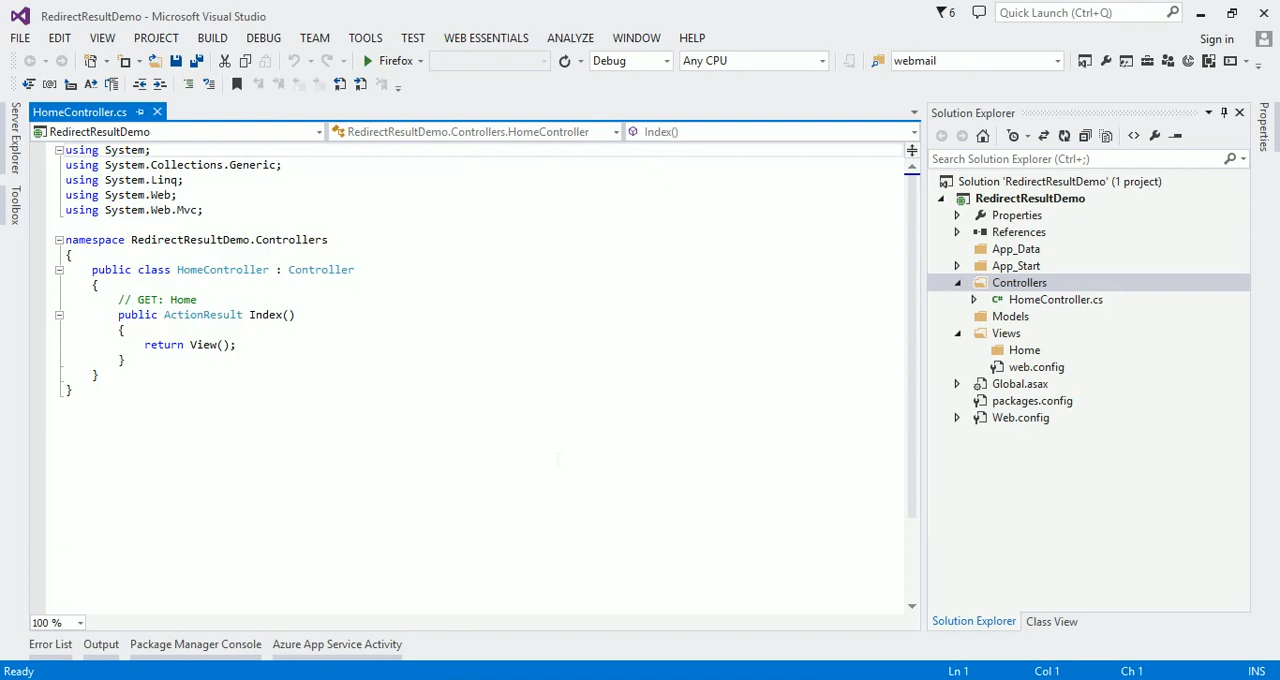 RedirectResultDemo - Microsoft Visual Studio
6
Quick Launch (Ctrl+Q)
FILE EDIT VIEW PROJECT BUILD DEBUG TEAM TOOLS TEST WEB ESSENTIALS ANALYZE WINDOW HELP
Sign in
Firefox Debug Any CPU webmail
Server Explorer
Toolbox
HomeController.cs
RedirectResultDemo RedirectResultDemo.Controllers.HomeController Index()
using System;
using System.Collections.Generic;
using System.Linq;
using System.Web;
using System.Web.Mvc;
namespace RedirectResultDemo.Controllers
{
public class HomeController : Controller
{
// GET: Home
public ActionResult Index()
{
return View();
}
}
}
100 %
Solution Explorer
Search Solution Explorer (Ctrl+;)
Solution 'RedirectResultDemo' (1 project)
RedirectResultDemo
Properties
References
App_Data
App_Start
Controllers
C# HomeController.cs
Models
Views
Home
web.config
Global.asax
packages.config
Web.config
Solution Explorer Class View
Properties
Error List Output Package Manager Console Azure App Service Activity
Ready Ln 1 Col 1 Ch 1 INS